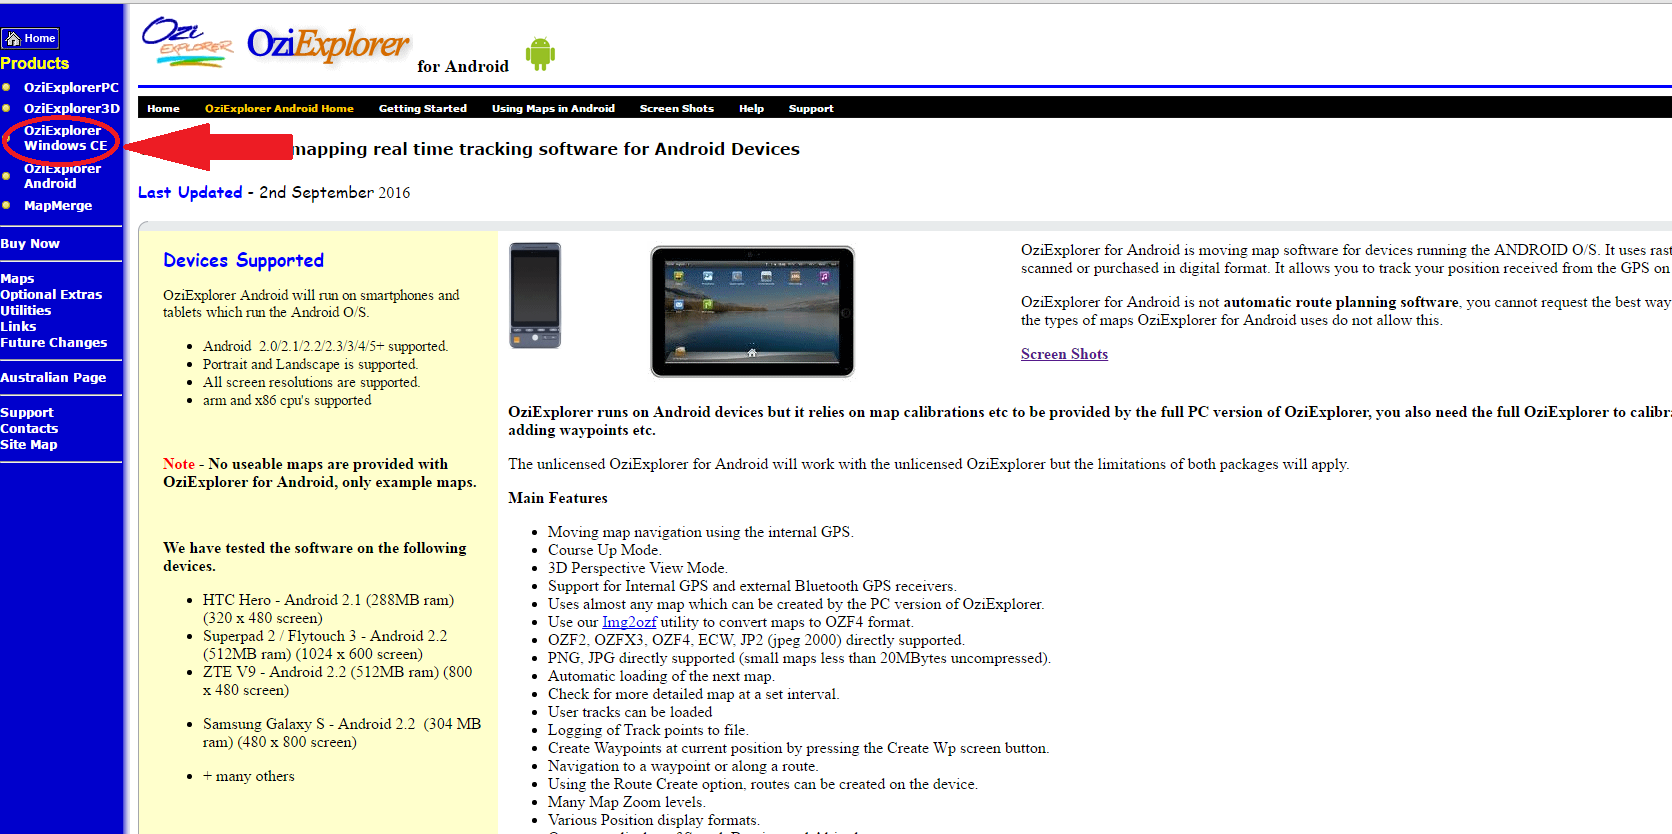 Home
Products
OziExplorerPC
OziExplorer3D
OziExplorer
Windows CE
OziExplorer
Android
MapMerge
Buy Now
Maps
Optional Extras
Utilities
Links
Future Changes
Australian Page
Support
Contacts
Site Map
Ozi
EXPLORER
OziExplorer
for Android
Home OziExplorer Android Home Getting Started Using Maps in Android Screen Shots Help Support
mapping real time tracking software for Android Devices
Last Updated - 2nd September 2016
Devices Supported
OziExplorer Android will run on smartphones and
tablets which run the Android O/S.
• Android 2.0/2.1/2.2/2.3/3/4/5+ supported.
• Portrait and Landscape is supported.
• All screen resolutions are supported.
• arm and x86 cpu's supported
Note - No useable maps are provided with
OziExplorer for Android, only example maps.
We have tested the software on the following
devices.
• HTC Hero - Android 2.1 (288MB ram)
(320 x 480 screen)
• Superpad 2 / Flytouch 3 - Android 2.2
(512MB ram) (1024 x 600 screen)
• ZTE V9 - Android 2.2 (512MB ram) (800
x 480 screen)
• Samsung Galaxy S - Android 2.2 (304 MB
ram) (480 x 800 screen)
• + many others
OziExplorer for Android is moving map software for devices running the ANDROID O/S. It uses rast
scanned or purchased in digital format. It allows you to track your position received from the GPS on
OziExplorer for Android is not automatic route planning software, you cannot request the best way
the types of maps OziExplorer for Android uses do not allow this.
Screen Shots
OziExplorer runs on Android devices but it relies on map calibrations etc to be provided by the full PC version of OziExplorer, you also need the full OziExplorer to calibra
adding waypoints etc.
The unlicensed OziExplorer for Android will work with the unlicensed OziExplorer but the limitations of both packages will apply.
Main Features
• Moving map navigation using the internal GPS.
• Course Up Mode.
• 3D Perspective View Mode.
• Support for Internal GPS and external Bluetooth GPS receivers.
• Uses almost any map which can be created by the PC version of OziExplorer.
• Use our Img2ozf utility to convert maps to OZF4 format.
• OZF2, OZFX3, OZF4, ECW, JP2 (jpeg 2000) directly supported.
• PNG, JPG directly supported (small maps less than 20MBytes uncompressed).
• Automatic loading of the next map.
• Check for more detailed map at a set interval.
• User tracks can be loaded
• Logging of Track points to file.
• Create Waypoints at current position by pressing the Create Wp screen button.
• Navigation to a waypoint or along a route.
• Using the Route Create option, routes can be created on the device.
• Many Map Zoom levels.
• Various Position display formats.